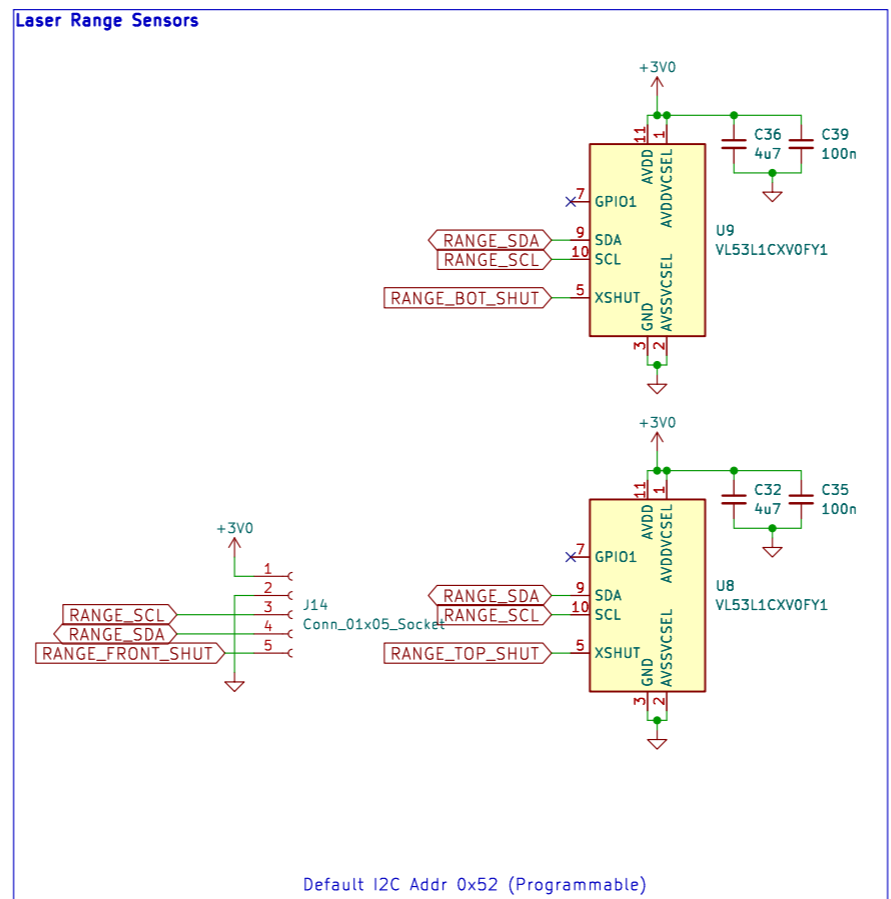 Laser Range Sensors
+3V0
11
1
AVDD
AVDDVCSEL
C36
4u7
C39
100n
7
GPIO1
RANGE_SDA
9
SDA
RANGE_SCL
10
SCL
RANGE_BOT_SHUT
5
XSHUT
GND
AVSSVCSEL
3
2
U9
VL53L1CXV0FY1
+3V0
11
1
AVDD
AVDDVCSEL
C32
4u7
C35
100n
7
GPIO1
RANGE_SDA
9
SDA
RANGE_SCL
10
SCL
RANGE_TOP_SHUT
5
XSHUT
GND
AVSSVCSEL
3
2
U8
VL53L1CXV0FY1
+3V0
1
2
RANGE_SCL
3
RANGE_SDA
4
RANGE_FRONT_SHUT
5
J14
Conn_01x05_Socket
Default I2C Addr 0x52 (Programmable)